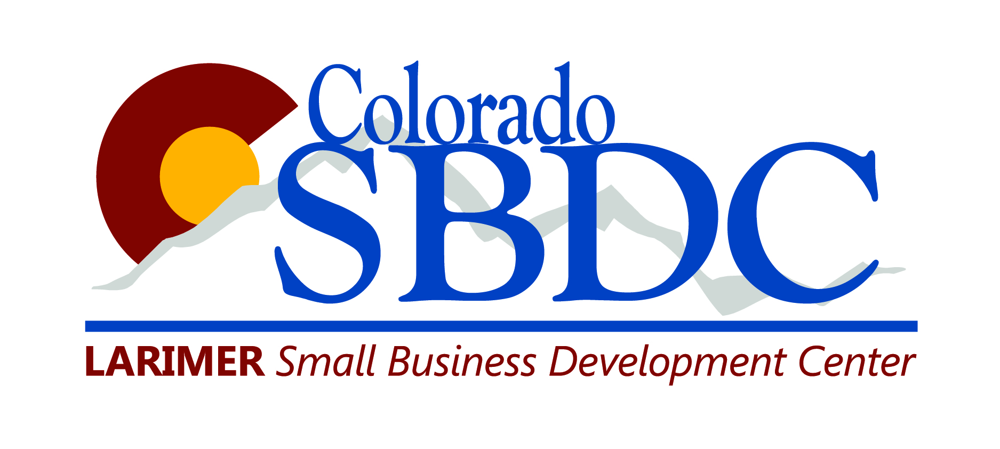 Colorado
SBDC
LARIMER Small Business Development Center